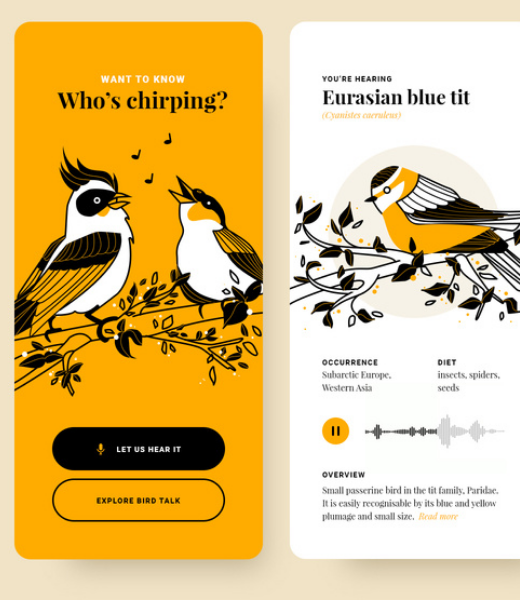 WANT TO KNOW
Who's chirping?
LET US HEAR IT
EXPLORE BIRD TALK
YOU'RE HEARING
Eurasian blue tit
(Cyanistes caeruleus)
OCCURRENCE
Subarctic Europe,
Western Asia
DIET
insects, spiders,
seeds
OVERVIEW
Small passerine bird in the tit family, Paridae.
It is easily recognisable by its blue and yellow
plumage and small size. Read more